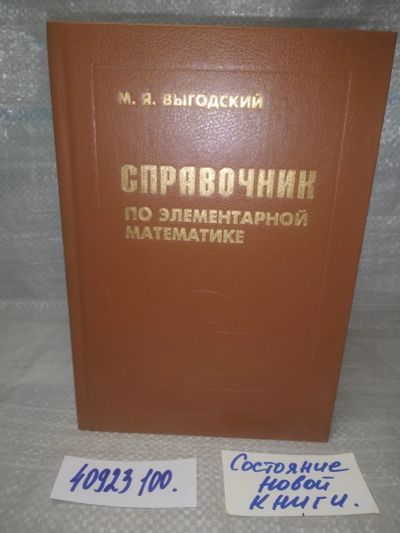 М. Я. ВЫГОДСКИЙ
СПРАВОЧНИК
ПО ЭЛЕМЕНТАРНОЙ
МАТЕМАТИКЕ
40923 100.
Состояние
новой
книги.